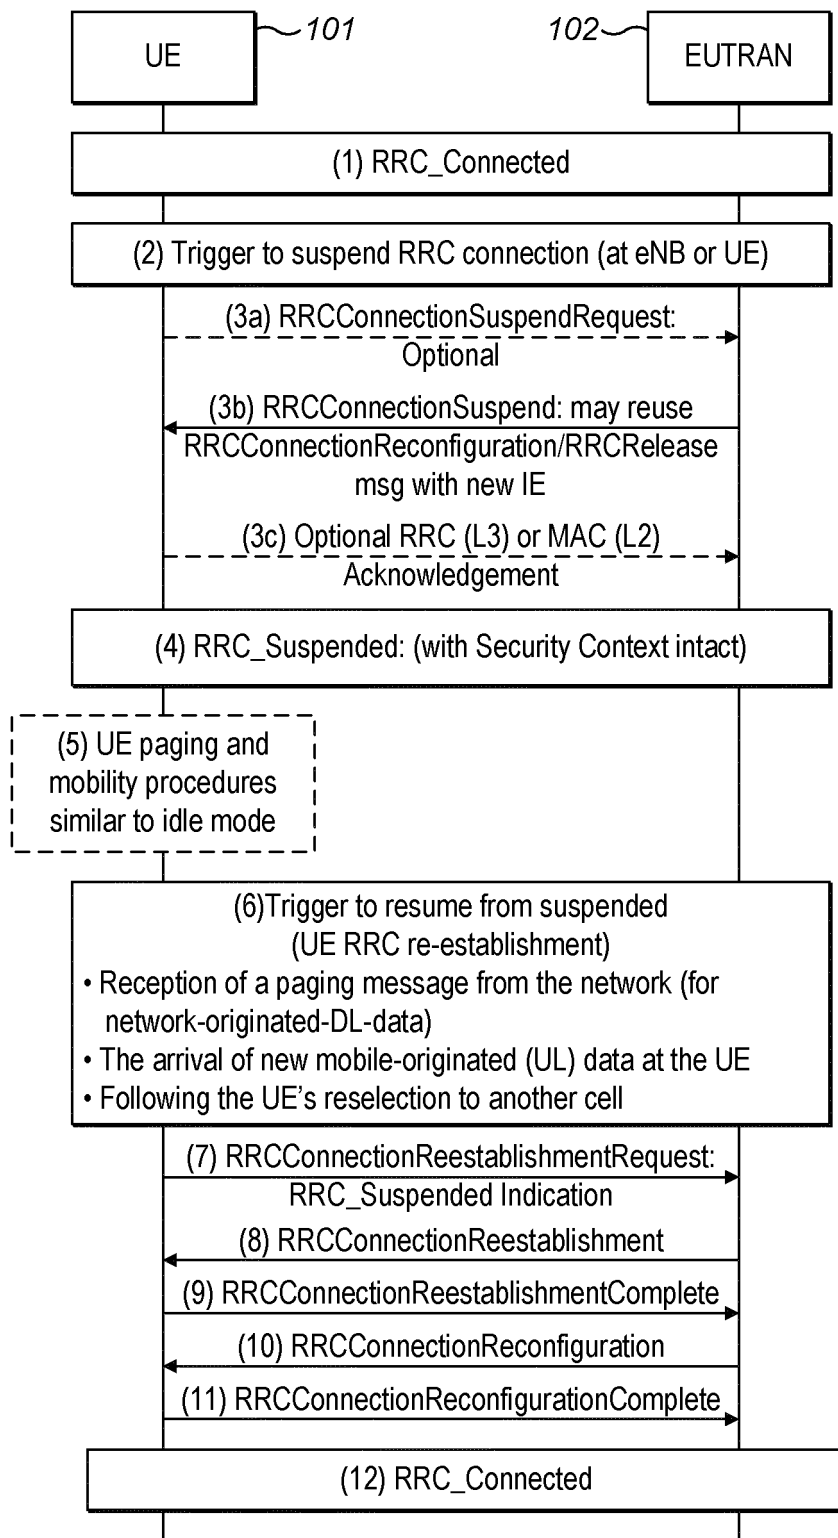 UE
101
102
EUTRAN
(1) RRC_Connected
(2) Trigger to suspend RRC connection (at eNB or UE)
(3a) RRCConnectionSuspendRequest:
Optional
(3b) RRCConnectionSuspend: may reuse
RRCConnectionReconfiguration/RRCRelease
msg with new IE
(3c) Optional RRC (L3) or MAC (L2)
Acknowledgement
(4) RRC_Suspended: (with Security Context intact)
(5) UE paging and
mobility procedures
similar to idle mode
(6)Trigger to resume from suspended
(UE RRC re-establishment)
• Reception of a paging message from the network (for
network-originated-DL-data)
• The arrival of new mobile-originated (UL) data at the UE
• Following the UE’s reselection to another cell
(7) RRCConnectionReestablishmentRequest:
RRC_Suspended Indication
(8) RRCConnectionReestablishment
(9) RRCConnectionReestablishmentComplete
(10) RRCConnectionReconfiguration
(11) RRCConnectionReconfigurationComplete
(12) RRC_Connected